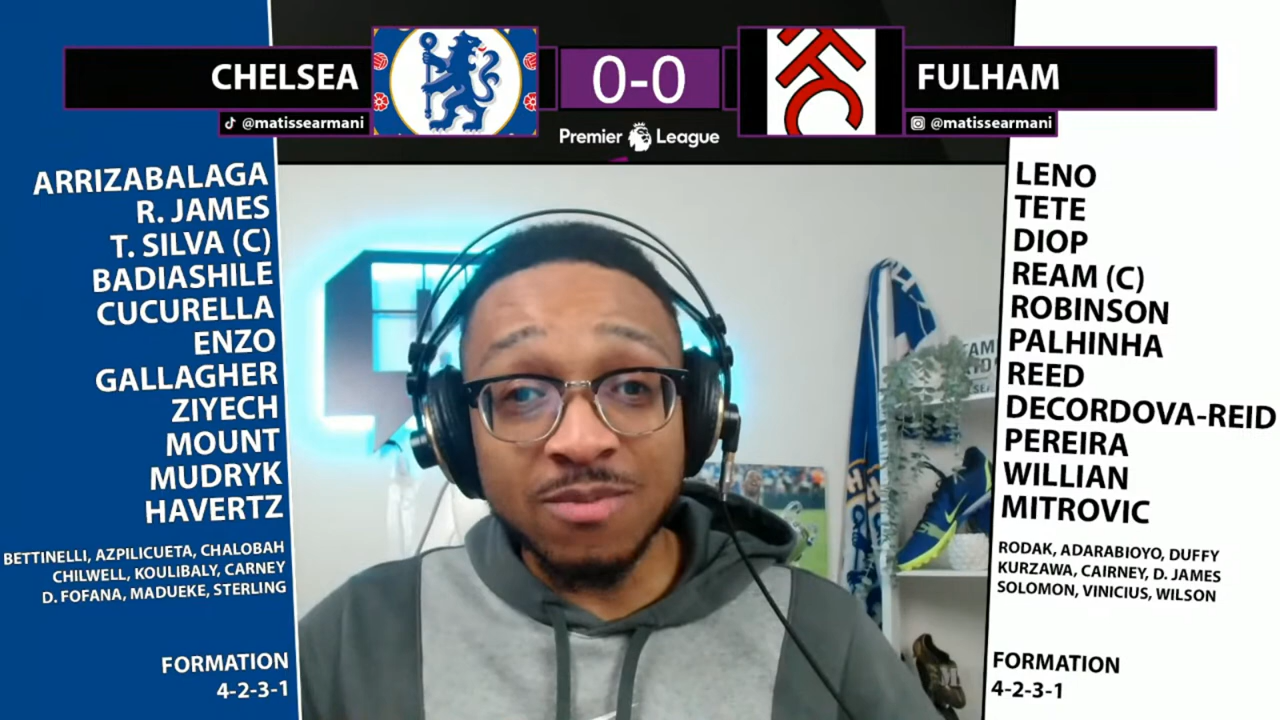 CHELSEA
0-0
FULHAM
@matissearmani
Premier League
@matissearmani
ARRIZABALAGA
R. JAMES
T. SILVA (C)
BADIASHILE
CUCURELLA
ENZO
GALLAGHER
ZIYECH
MOUNT
MUDRYK
HAVERTZ
BETTINELLI, AZPILICUETA, CHALOBAH
CHILWELL, KOULIBALY, CARNEY
D. FOFANA, MADUEKE, STERLING
FORMATION
4-2-3-1
LENO
TETE
DIOP
REAM (C)
ROBINSON
PALHINHA
REED
DECORDOVA-REID
PEREIRA
WILLIAN
MITROVIC
RODAK, ADARABIOYO, DUFFY
KURZAWA, CAIRNEY, D. JAMES
SOLOMON, VINICIUS, WILSON
FORMATION
4-2-3-1
FFC